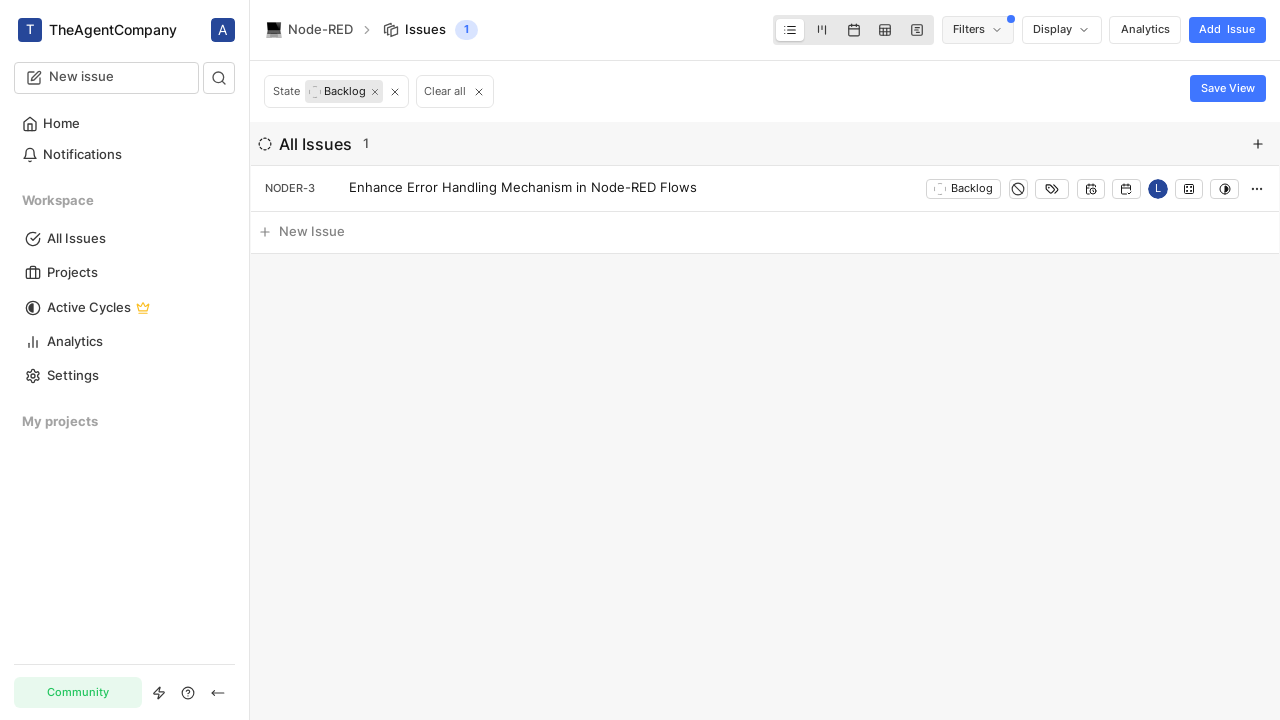 T TheAgentCompany A
New issue
Home
Notifications
Workspace
All Issues
Projects
Active Cycles
Analytics
Settings
My projects
Community
Node-RED Issues 1
Filters Display Analytics Add Issue
State Backlog Clear all Save View
All Issues 1
NODER-3 Enhance Error Handling Mechanism in Node-RED Flows Backlog L
New Issue